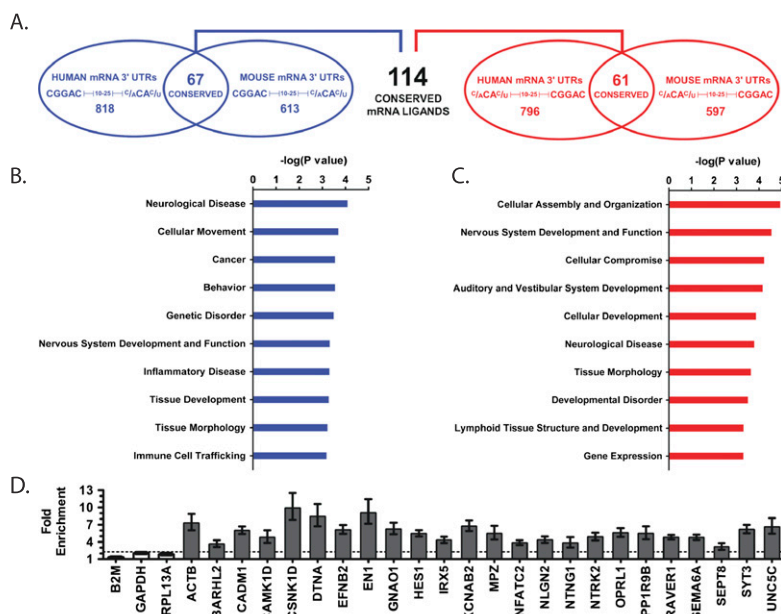 A.
HUMAN mRNA 3' UTRs
CGGAC ⊢(10-25)⊣ C/ACAC/U
818
67
CONSERVED
MOUSE mRNA 3' UTRs
CGGAC ⊢(10-25)⊣ C/ACAC/U
613
114
CONSERVED
mRNA LIGANDS
HUMAN mRNA 3' UTRs
C/ACAC/U ⊢(10-25)⊣ CGGAC
796
61
CONSERVED
MOUSE mRNA 3' UTRs
C/ACAC/U ⊢(10-25)⊣ CGGAC
597
B.
-log(P value)
0 1 2 3 4 5
Neurological Disease
Cellular Movement
Cancer
Behavior
Genetic Disorder
Nervous System Development and Function
Inflammatory Disease
Tissue Development
Tissue Morphology
Immune Cell Trafficking
C.
-log(P value)
0 1 2 3 4 5
Cellular Assembly and Organization
Nervous System Development and Function
Cellular Compromise
Auditory and Vestibular System Development
Cellular Development
Neurological Disease
Tissue Morphology
Developmental Disorder
Lymphoid Tissue Structure and Development
Gene Expression
D.
Fold
Enrichment
13
10
7
4
1
B2M
GAPDH
RPL13A
ACTB
BARHL2
CADM1
CAMK1D
CSNK1D
DTNA
EFNB2
EN1
GNAO1
HES1
IRX5
KCNAB2
MPZ
NFATC2
NLGN2
NTNG1
NTRK2
OPRL1
PPP1R9B
RAVER1
SEMA6A
SEPT8
SYT3
UNC5C